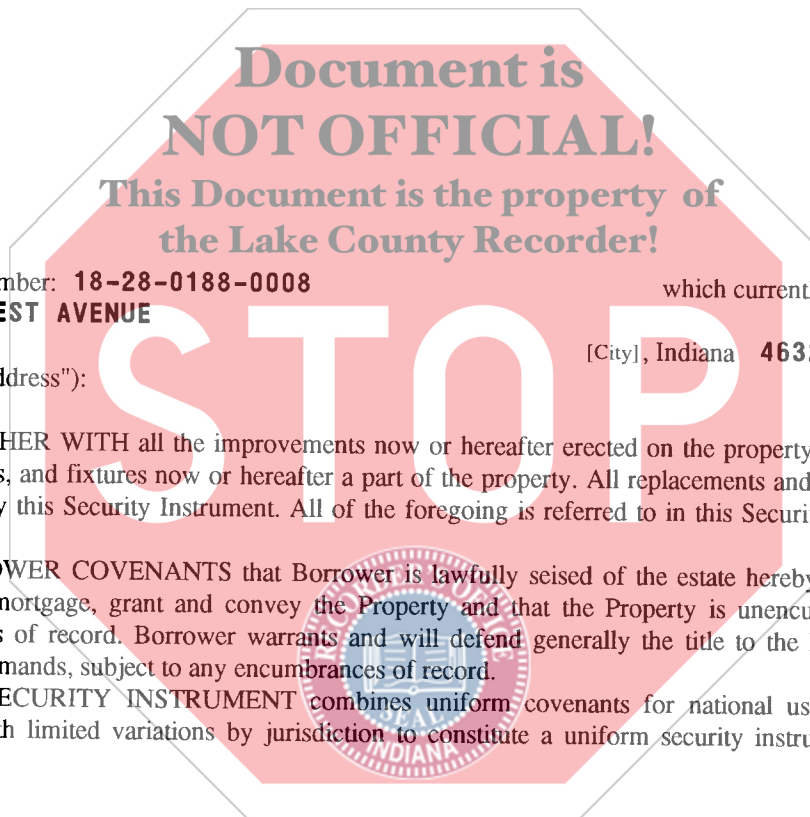 Document is
NOT OFFICIAL!
This Document is the property of
the Lake County Recorder!
mber: 18-28-0188-0008 which current
EST AVENUE
[City], Indiana 463
ddress"):
STOP
HER WITH all the improvements now or hereafter erected on the property
s, and fixtures now or hereafter a part of the property. All replacements and
y this Security Instrument. All of the foregoing is referred to in this Securi
OWER COVENANTS that Borrower is lawfully seised of the estate hereby
mortgage, grant and convey the Property and that the Property is unencu
s of record. Borrower warrants and will defend generally the title to the
mands, subject to any encumbrances of record.
ECURITY INSTRUMENT combines uniform covenants for national us
th limited variations by jurisdiction to constitute a uniform security instru
SEAL
INDIANA